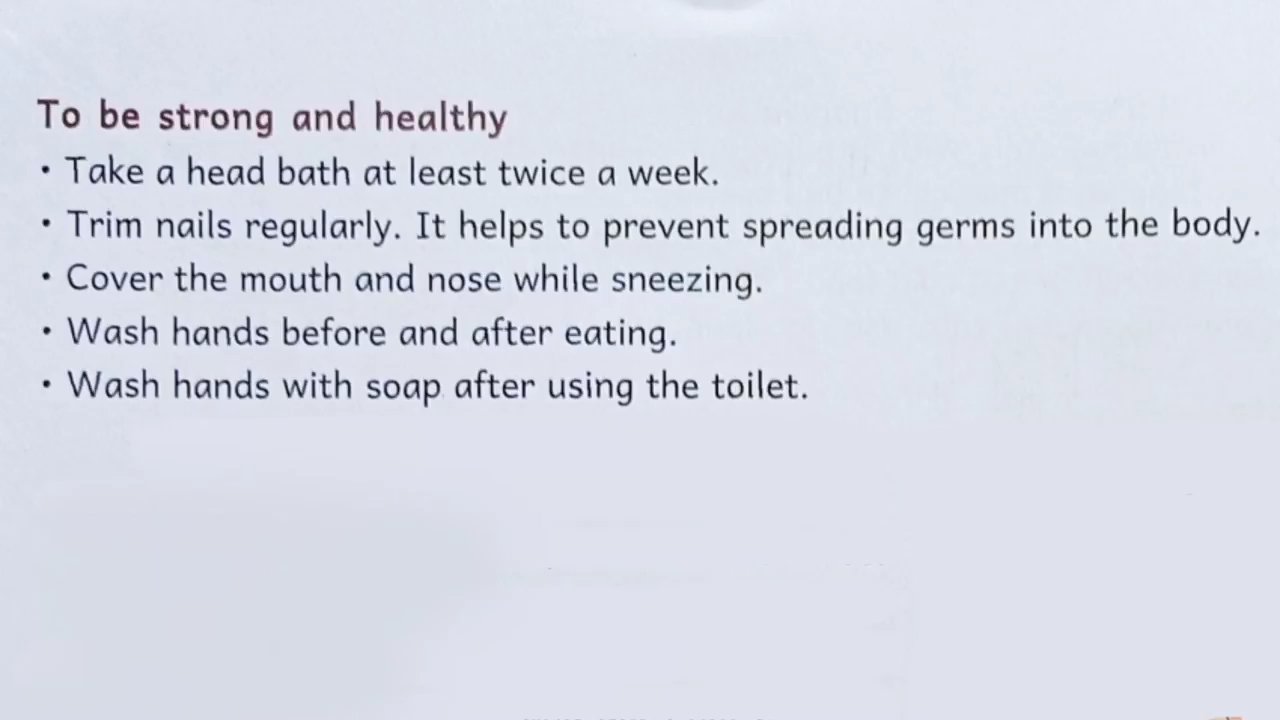 To be strong and healthy
• Take a head bath at least twice a week.
• Trim nails regularly. It helps to prevent spreading germs into the body.
• Cover the mouth and nose while sneezing.
• Wash hands before and after eating.
• Wash hands with soap after using the toilet.